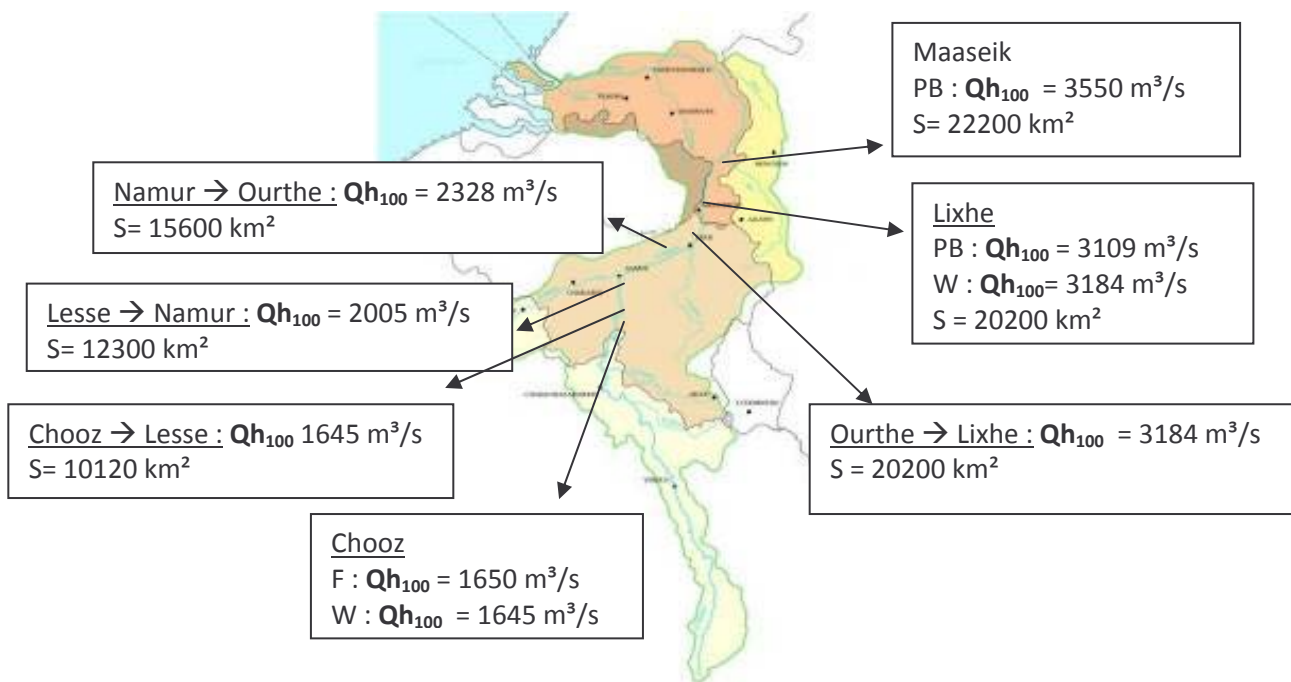 Maaseik
PB : Qh₁₀₀ = 3550 m³/s
S= 22200 km²
Namur → Ourthe : Qh₁₀₀ = 2328 m³/s
S= 15600 km²
Lixhe
PB : Qh₁₀₀ = 3109 m³/s
W : Qh₁₀₀= 3184 m³/s
S = 20200 km²
Lesse → Namur : Qh₁₀₀ = 2005 m³/s
S= 12300 km²
Chooz → Lesse : Qh₁₀₀ 1645 m³/s
S= 10120 km²
Ourthe → Lixhe : Qh₁₀₀ = 3184 m³/s
S = 20200 km²
Chooz
F : Qh₁₀₀ = 1650 m³/s
W : Qh₁₀₀ = 1645 m³/s